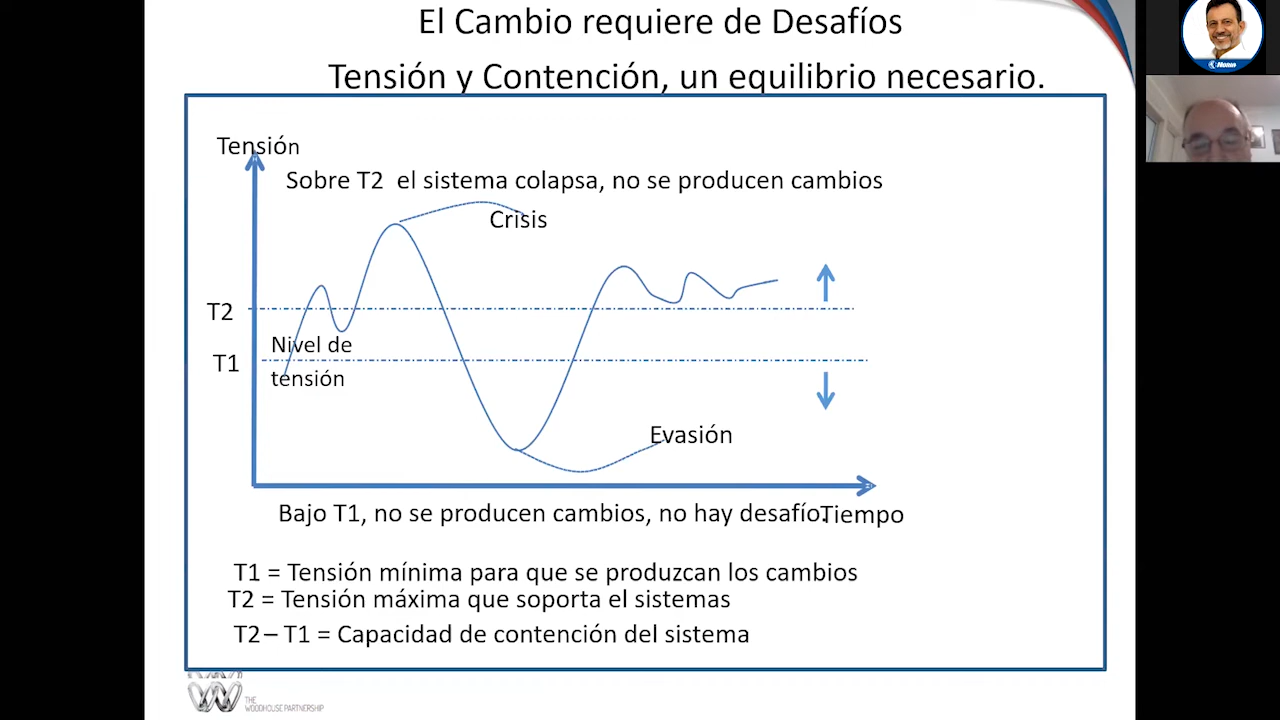 El Cambio requiere de Desafíos
Tensión y Contención, un equilibrio necesario.
Tensión
Sobre T2 el sistema colapsa, no se producen cambios
Crisis
T2
Nivel de
T1
tensión
Evasión
Bajo T1, no se producen cambios, no hay desafío.
Tiempo
T1 = Tensión mínima para que se produzcan los cambios
T2 = Tensión máxima que soporta el sistemas
T2 – T1 = Capacidad de contención del sistema
THE
WOODHOUSE PARTNERSHIP